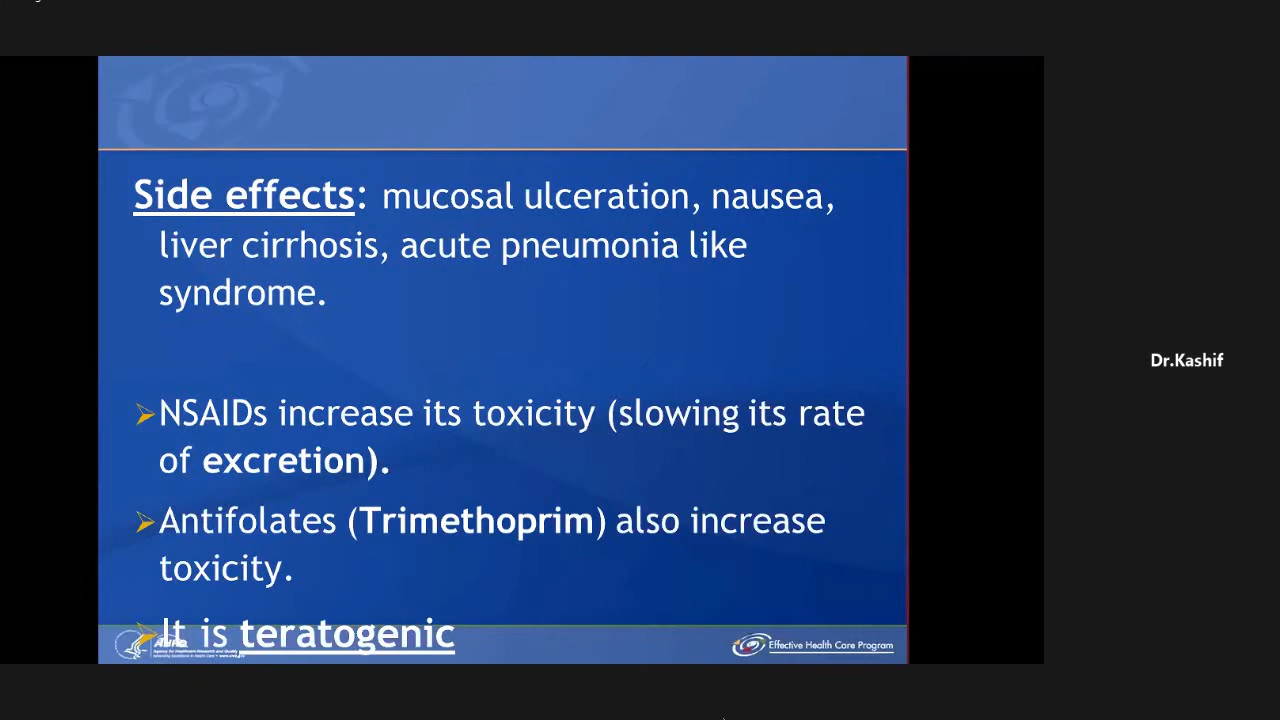 Side effects: mucosal ulceration, nausea,
liver cirrhosis, acute pneumonia like
syndrome.
➢NSAIDs increase its toxicity (slowing its rate
of excretion).
➢Antifolates (Trimethoprim) also increase
toxicity.
➢It is teratogenic
Effective Health Care Program
Dr.Kashif